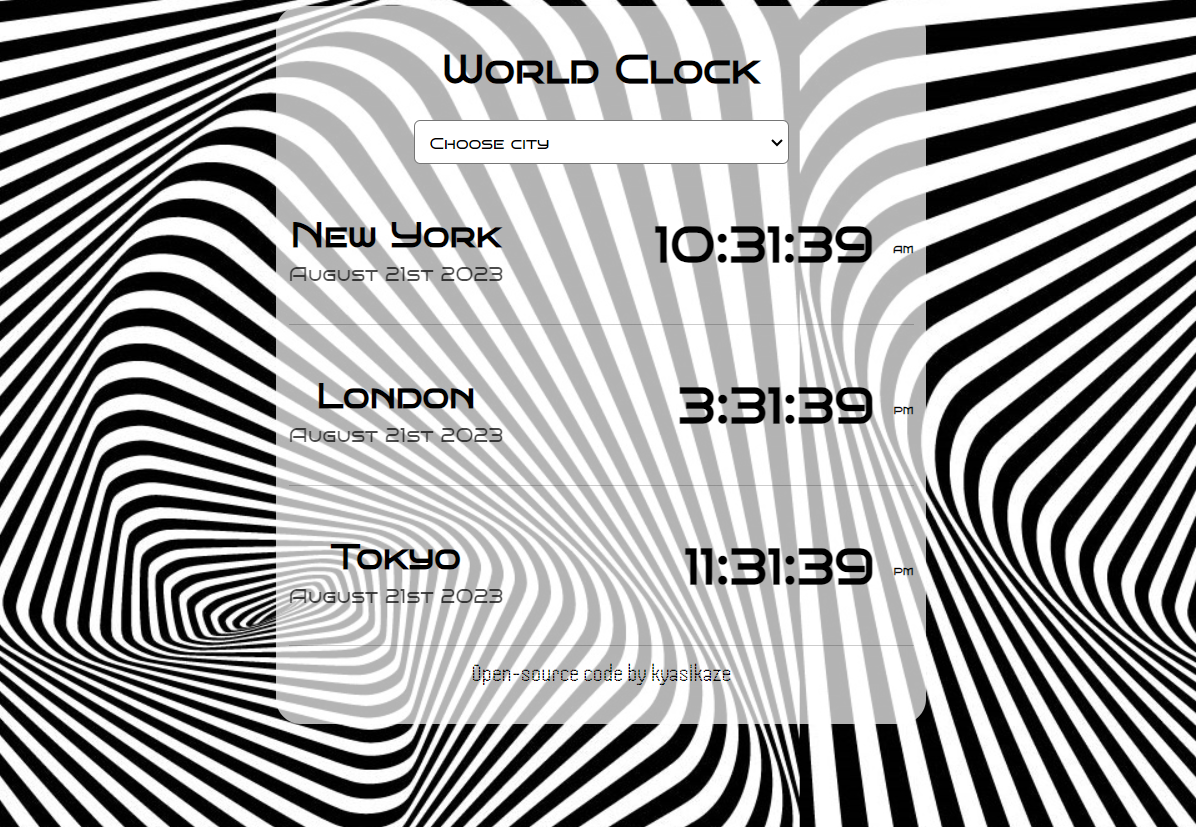 World Clock
Choose city
New York
August 21st 2023
10:31:39 AM
London
August 21st 2023
3:31:39 PM
Tokyo
August 21st 2023
11:31:39 PM
Open-source code by kyasikaze